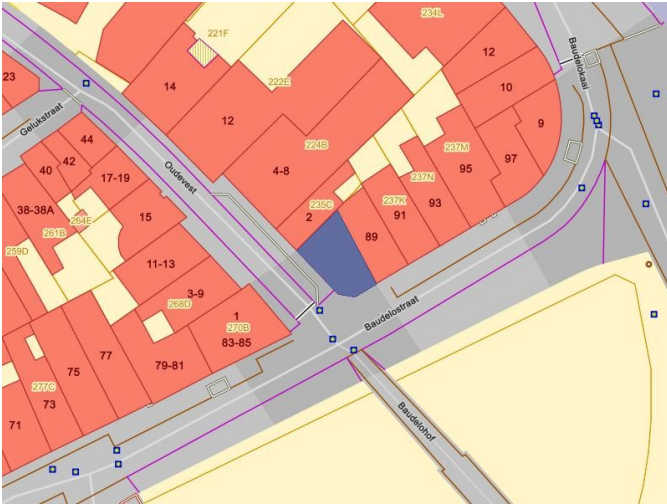 221F
234L
Baudelokaai
23
14
222E
12
12
10
Gelukstraat
44
42
40
17-19
Oudevest
4-8
224B
237M
9
97
95
237N
237K
93
91
89
235C
2
38-38A
264E
261B
259D
15
11-13
3-9
268D
1
270B
83-85
79-81
77
75
277C
73
71
Baudelostraat
Baudelohof